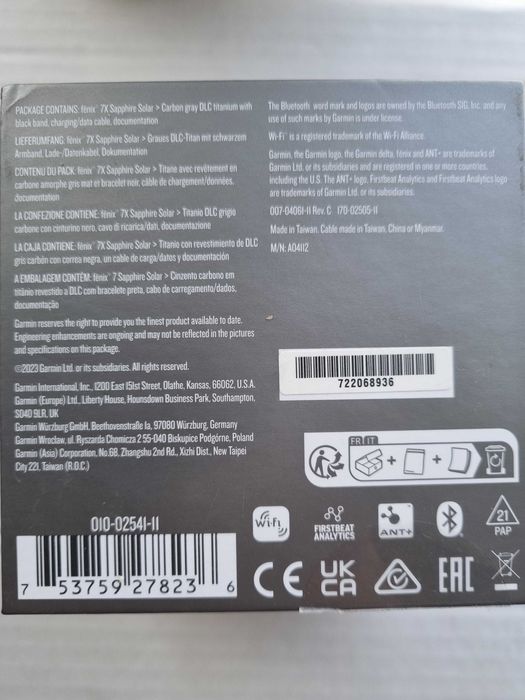 PACKAGE CONTAINS: fēnix® 7X Sapphire Solar > Carbon gray DLC titanium with
black band, charging/data cable, documentation
LIEFERUMFANG: fēnix® 7X Sapphire Solar > Graues DLC-Titan mit schwarzem
Armband, Lade-/Datenkabel, Dokumentation
CONTENU DU PACK: fēnix® 7X Sapphire Solar > Titane avec revêtement en
carbone amorphe gris mat et bracelet noir, câble de chargement/données,
documentation
LA CONFEZIONE CONTIENE: fēnix® 7X Sapphire Solar > Titanio DLC grigio
carbone con cinturino nero, cavo di ricarica/dati, documentazione
LA CAJA CONTIENE: fēnix® 7X Sapphire Solar > Titanio con revestimiento de DLC
gris carbón con correa negra, un cable de carga/datos y documentación
A EMBALAGEM CONTÉM: fēnix® 7 Sapphire Solar > Cinzento carbono em
titânio revestido a DLC com bracelete preta, cabo de carregamento/dados,
documentação
Garmin reserves the right to provide you the finest product available to date.
Engineering enhancements are ongoing and may not be reflected in the pictures
and specifications on this package.
©2023 Garmin Ltd. or its subsidiaries. All rights reserved.
Garmin International, Inc., 1200 East 151st Street, Olathe, Kansas, 66062, U.S.A.
Garmin (Europe) Ltd., Liberty House, Hounsdown Business Park, Southampton,
SO40 9LR, UK
Garmin Würzburg GmbH, Beethovenstraße 1a, 97080 Würzburg, Germany
Garmin Wroclaw, ul. Ryszarda Chomicza 2 55-040 Biskupice Podgórne, Poland
Garmin (Asia) Corporation, No.68, Zhangshu 2nd Rd., Xizhi Dist., New Taipei
City 221, Taiwan (R.O.C.)
The Bluetooth® word mark and logos are owned by the Bluetooth SIG, Inc. and any
use of such marks by Garmin is under license.
Wi-Fi® is a registered trademark of the Wi-Fi Alliance.
Garmin, the Garmin logo, the Garmin delta, fēnix and ANT+ are trademarks of
Garmin Ltd. or its subsidiaries and are registered in one or more countries,
including the U.S. The ANT+ logo, Firstbeat Analytics and Firstbeat Analytics logo
are trademarks of Garmin Ltd. or its subsidiaries.
007-04061-11 Rev. C 170-02505-11
Made in Taiwan. Cable made in Taiwan, China or Myanmar.
M/N: A04112
722068936
FR IT
+ +
010-02541-11
7 53759 27823 6
Wi-Fi
FIRSTBEAT
ANALYTICS
ANT+
21
PAP
CE
UK
CA
EAC